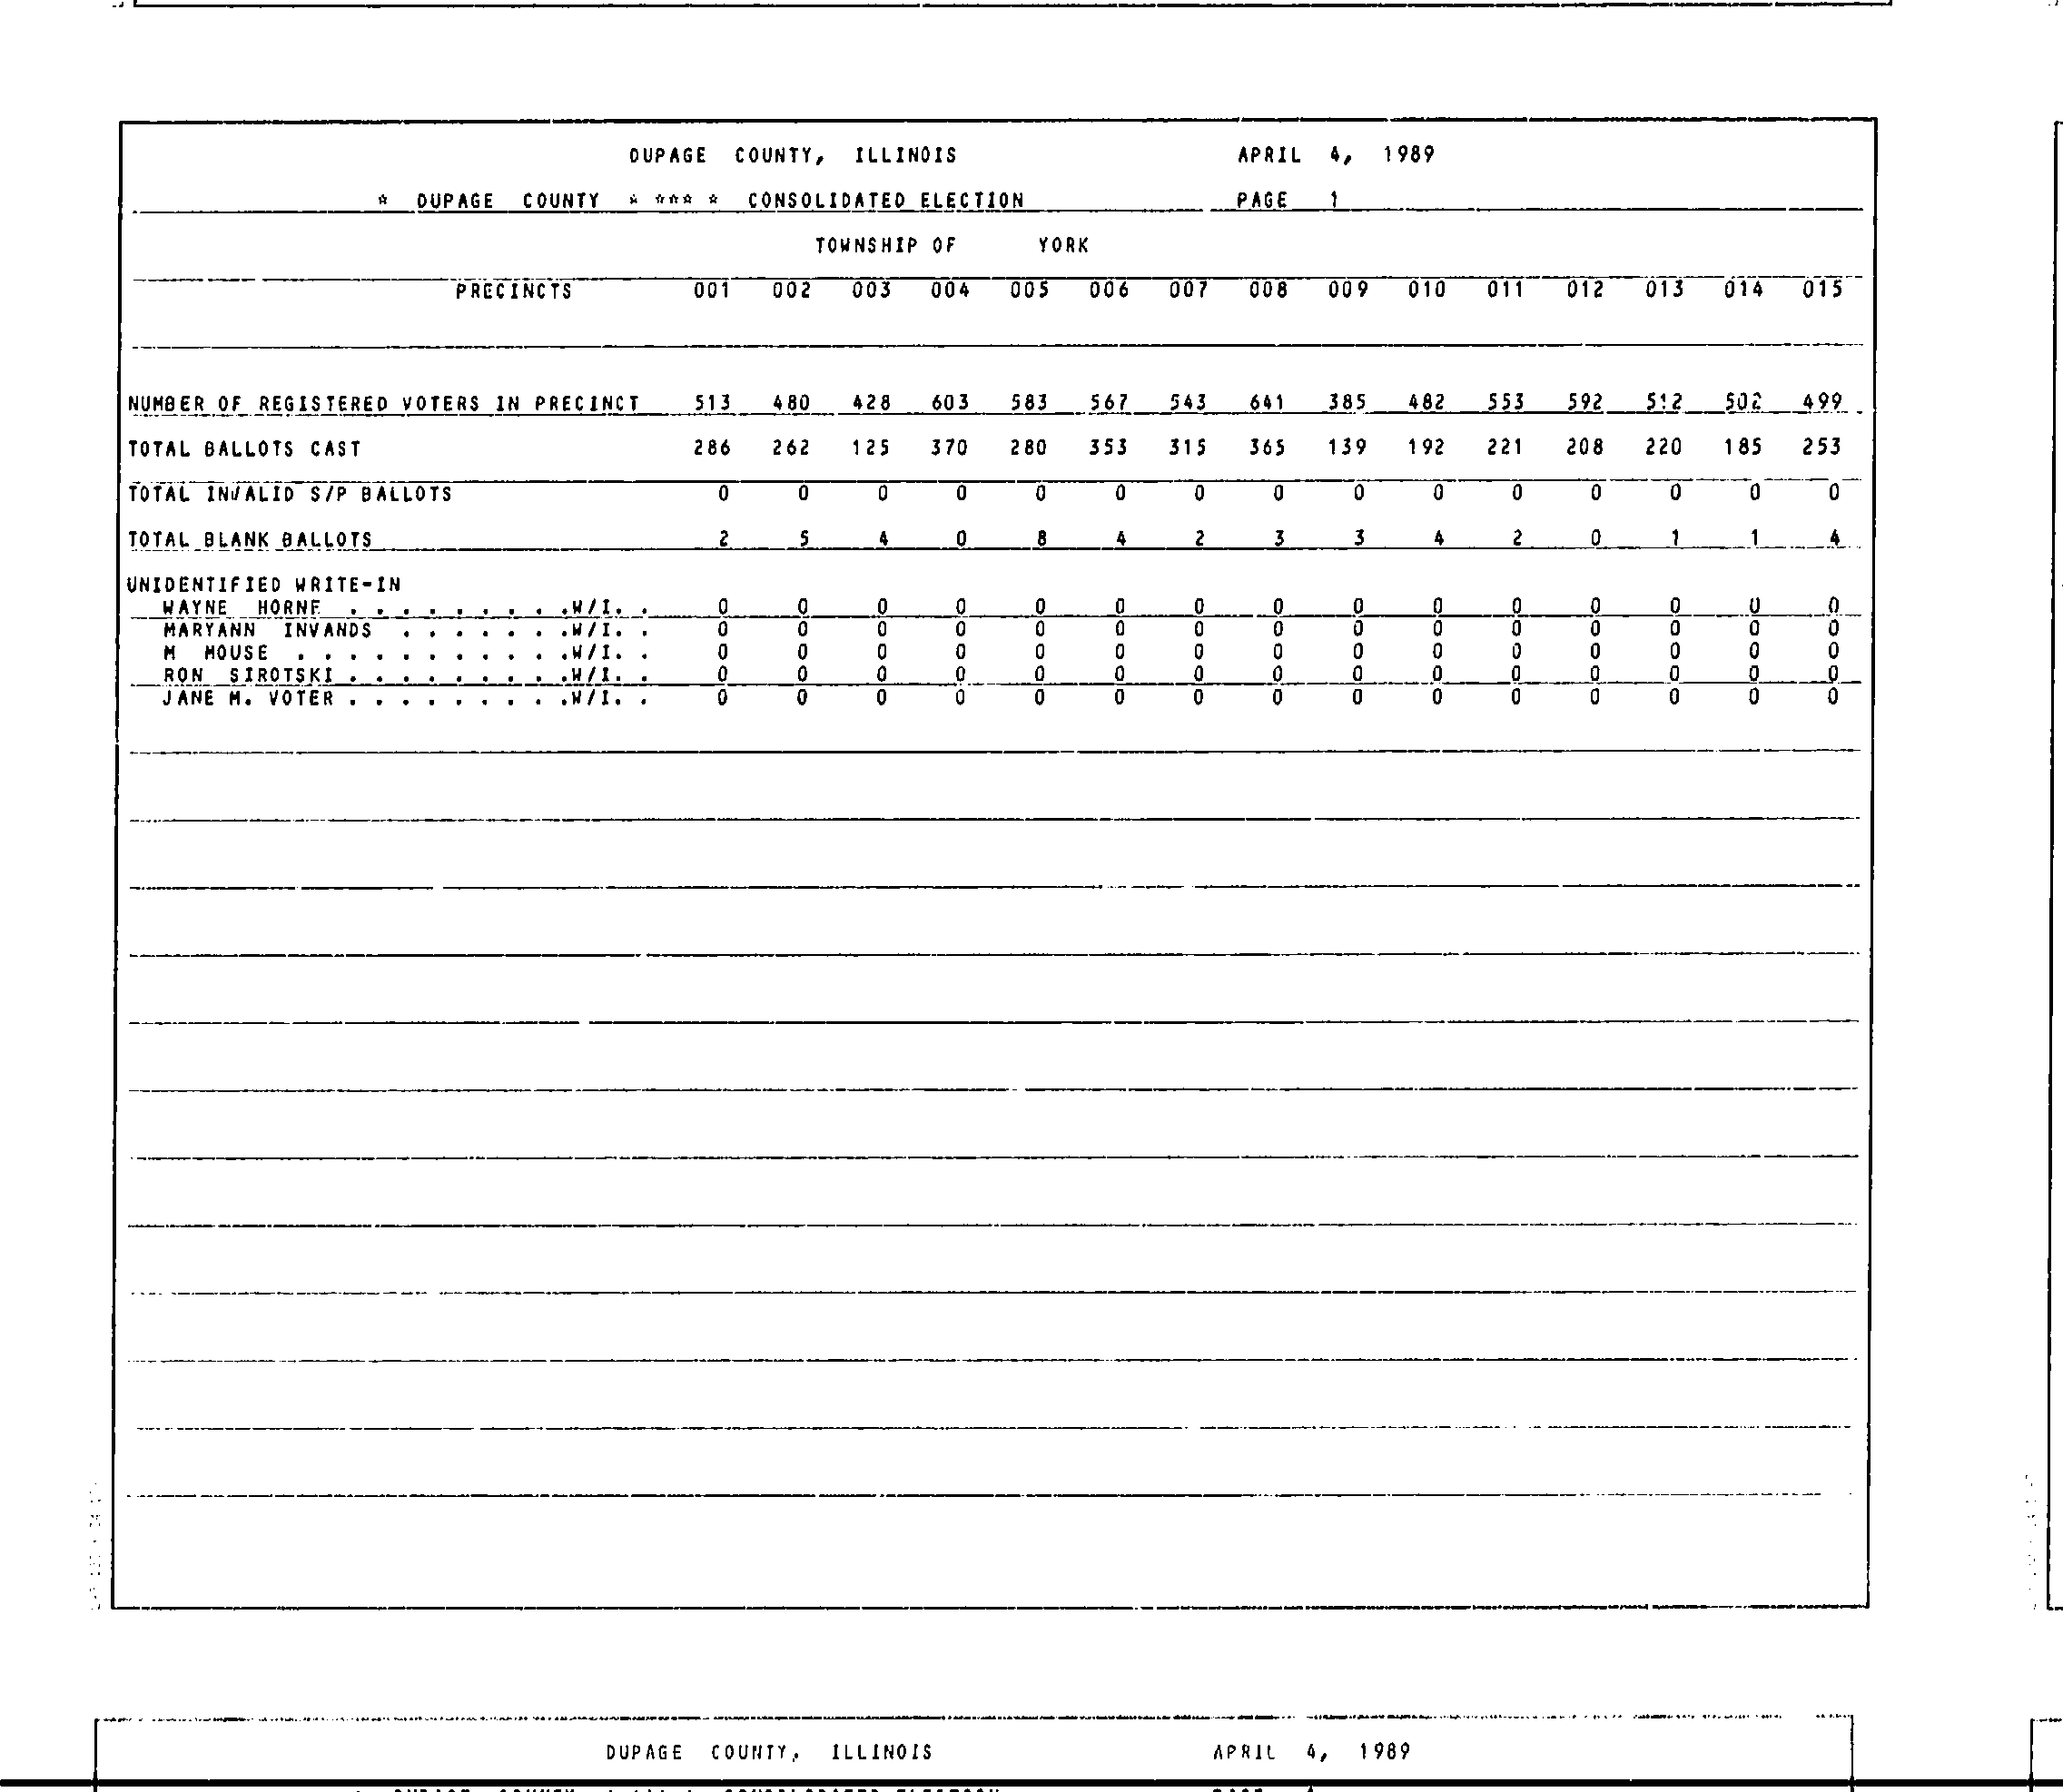 DUPAGE COUNTY, ILLINOIS APRIL 4, 1989
* DUPAGE COUNTY * *** * CONSOLIDATED ELECTION PAGE 1
TOWNSHIP OF YORK
PRECINCTS 001 002 003 004 005 006 007 008 009 010 011 012 013 014 015
NUMBER OF REGISTERED VOTERS IN PRECINCT 513 480 428 603 583 567 543 641 385 482 553 592 512 502 499
TOTAL BALLOTS CAST 286 262 125 370 280 353 315 365 139 192 221 208 220 185 253
TOTAL INVALID S/P BALLOTS 0 0 0 0 0 0 0 0 0 0 0 0 0 0 0
TOTAL BLANK BALLOTS 2 5 4 0 8 4 2 3 3 4 2 0 1 1 4
UNIDENTIFIED WRITE-IN
WAYNE HORNE . . . . . . . . .W/I. . 0 0 0 0 0 0 0 0 0 0 0 0 0 0 0
MARYANN INVANDS . . . . . . .W/I. . 0 0 0 0 0 0 0 0 0 0 0 0 0 0 0
M MOUSE . . . . . . . . . . .W/I. . 0 0 0 0 0 0 0 0 0 0 0 0 0 0 0
RON SIROTSKI . . . . . . . . .W/I. . 0 0 0 0 0 0 0 0 0 0 0 0 0 0 0
JANE M. VOTER . . . . . . . . .W/I. . 0 0 0 0 0 0 0 0 0 0 0 0 0 0 0
DUPAGE COUNTY, ILLINOIS APRIL 4, 1989